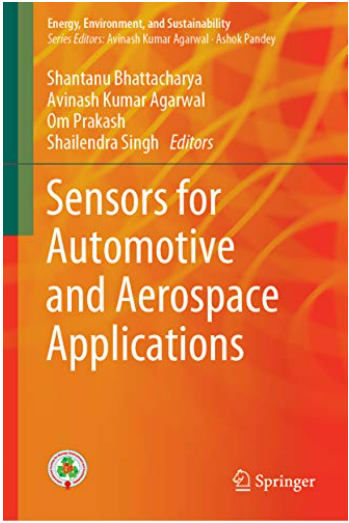 Energy, Environment, and Sustainability
Series Editors: Avinash Kumar Agarwal · Ashok Pandey
Shantanu Bhattacharya
Avinash Kumar Agarwal
Om Prakash
Shailendra Singh Editors
Sensors for
Automotive
and Aerospace
Applications
Springer